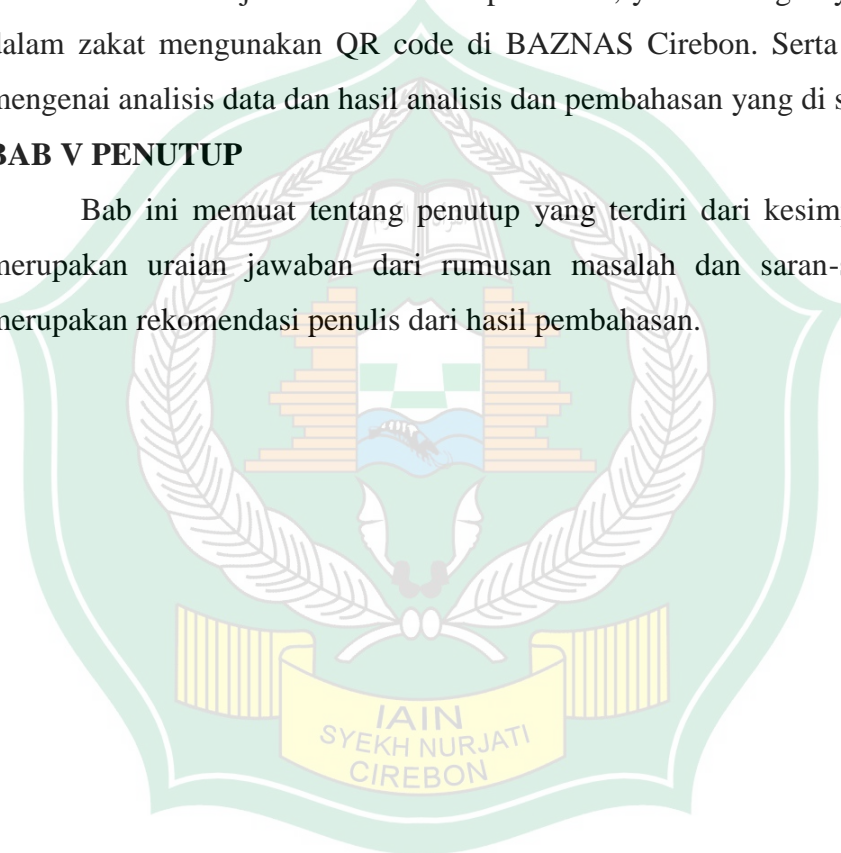 dalam zakat mengunakan QR code di BAZNAS Cirebon. Serta
mengenai analisis data dan hasil analisis dan pembahasan yang di
BAB V PENUTUP
Bab ini memuat tentang penutup yang terdiri dari
merupakan uraian jawaban dari rumusan masalah dan
merupakan rekomendasi penulis dari hasil pembahasan.
IAIN
SYEKH NURJATI
CIREBON